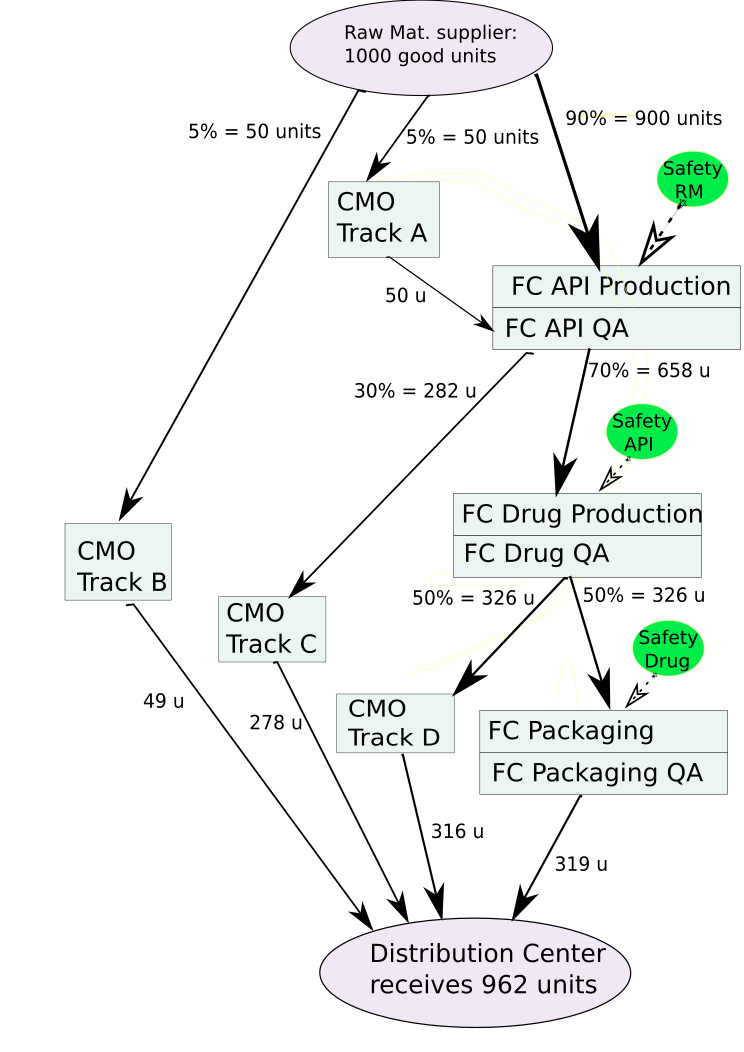 Raw Mat. supplier:
1000 good units
5% = 50 units
5% = 50 units
90% = 900 units
Safety
RM
CMO
Track A
50 u
FC API Production
FC API QA
30% = 282 u
70% = 658 u
Safety
API
FC Drug Production
FC Drug QA
CMO
Track B
CMO
Track C
50% = 326 u
50% = 326 u
Safety
Drug
49 u
278 u
CMO
Track D
FC Packaging
FC Packaging QA
316 u
319 u
Distribution Center
receives 962 units